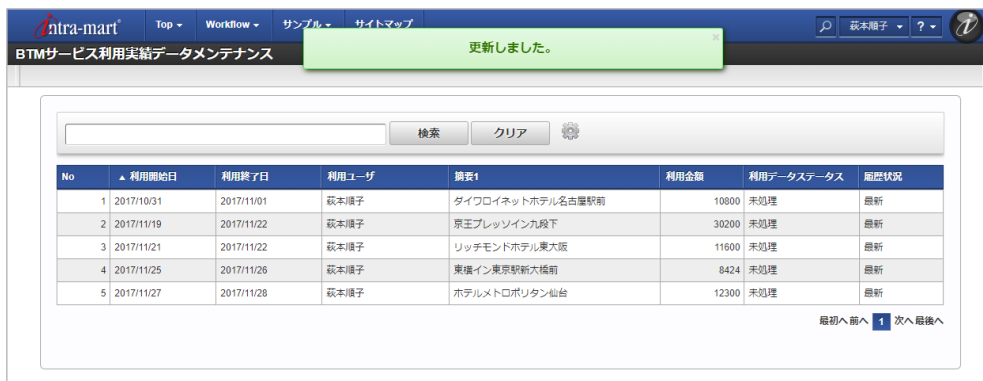 intra-mart Top Workflow サンプル サイトマップ 萩本順子 ?
更新しました。 ×
BTMサービス利用実績データメンテナンス
検索 クリア
No ▲ 利用開始日 利用終了日 利用ユーザ 摘要1 利用金額 利用データステータス 履歴状況
1 2017/10/31 2017/11/01 萩本順子 ダイワロイネットホテル名古屋駅前 10800 未処理 最新
2 2017/11/19 2017/11/22 萩本順子 京王プレッソイン九段下 30200 未処理 最新
3 2017/11/21 2017/11/22 萩本順子 リッチモンドホテル東大阪 11600 未処理 最新
4 2017/11/25 2017/11/26 萩本順子 東横イン東京駅新大橋前 8424 未処理 最新
5 2017/11/27 2017/11/28 萩本順子 ホテルメトロポリタン仙台 12300 未処理 最新
最初へ 前へ 1 次へ 最後へ